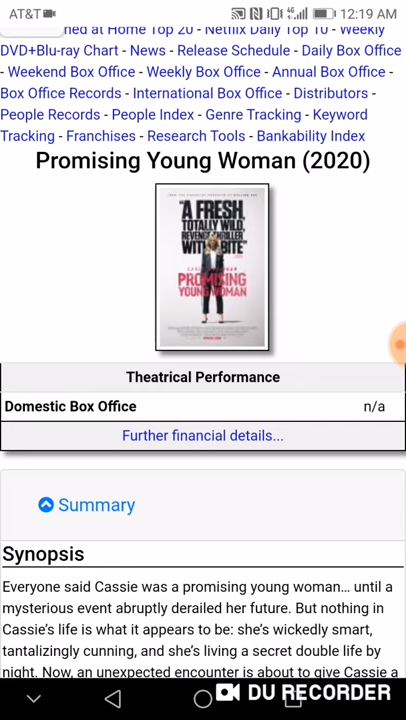 AT&T
4G
12:19 AM
ned at Home Top 20 - Netflix Daily Top 10 - Weekly
DVD+Blu-ray Chart - News - Release Schedule - Daily Box Office
- Weekend Box Office - Weekly Box Office - Annual Box Office -
Box Office Records - International Box Office - Distributors -
People Records - People Index - Genre Tracking - Keyword
Tracking - Franchises - Research Tools - Bankability Index
Promising Young Woman (2020)
"A FRESH,
TOTALLY WILD,
REVENGE THRILLER
WITH BITE"
PROMISING
YOUNG WOMAN
Theatrical Performance
Domestic Box Office n/a
Further financial details...
Summary
Synopsis
Everyone said Cassie was a promising young woman... until a
mysterious event abruptly derailed her future. But nothing in
Cassie's life is what it appears to be: she's wickedly smart,
tantalizingly cunning, and she's living a secret double life by
night. Now, an unexpected encounter is about to give Cassie a
DU RECORDER